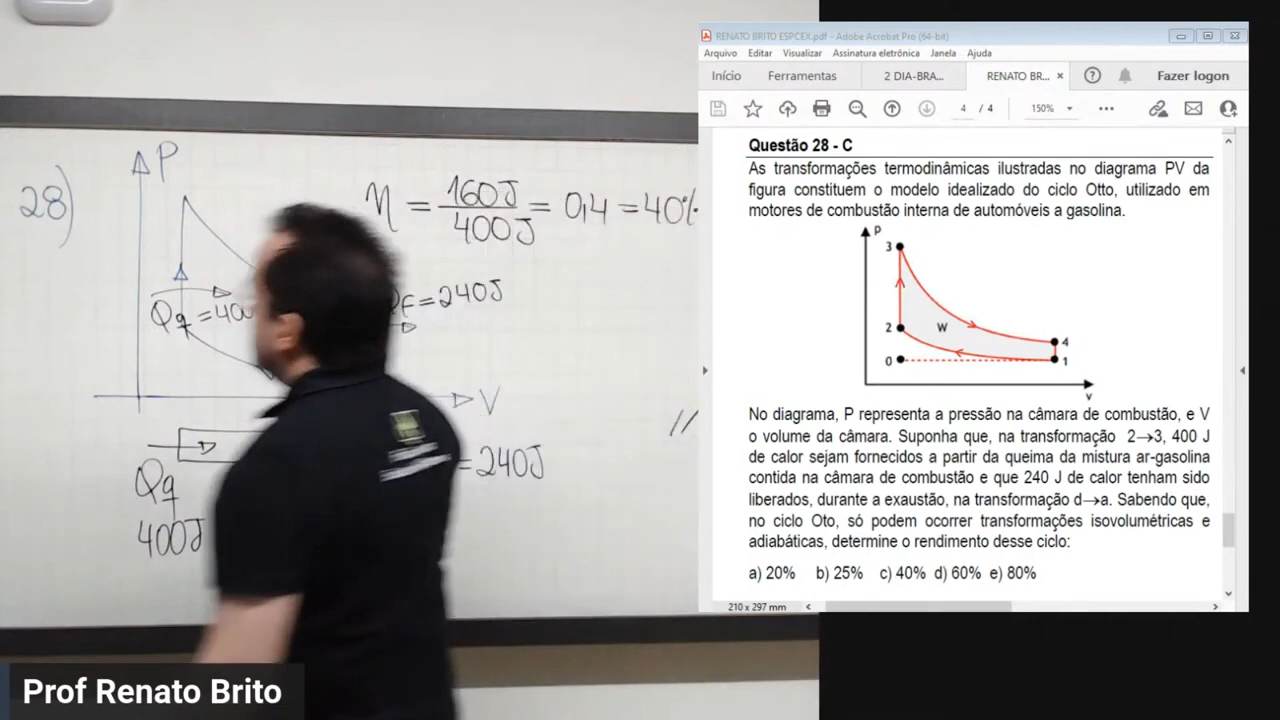 28)
P
η = 160J / 400J = 0,4 = 40%
Qq = 400
QF = 240J
V
= 240J
Qq
400J
//
Prof Renato Brito
RENATO BRITO ESPCEX.pdf - Adobe Acrobat Pro (64-bit)
Arquivo Editar Visualizar Assinatura eletrônica Janela Ajuda
Início Ferramentas 2 DIA-BRA... RENATO BR... × Fazer logon
4 / 4 150%
Questão 28 - C
As transformações termodinâmicas ilustradas no diagrama PV da
figura constituem o modelo idealizado do ciclo Otto, utilizado em
motores de combustão interna de automóveis a gasolina.
P
3
2 W 4
0 1
V
No diagrama, P representa a pressão na câmara de combustão, e V
o volume da câmara. Suponha que, na transformação 2→3, 400 J
de calor sejam fornecidos a partir da queima da mistura ar-gasolina
contida na câmara de combustão e que 240 J de calor tenham sido
liberados, durante a exaustão, na transformação d→a. Sabendo que,
no ciclo Oto, só podem ocorrer transformações isovolumétricas e
adiabáticas, determine o rendimento desse ciclo:
a) 20% b) 25% c) 40% d) 60% e) 80%
210 x 297 mm